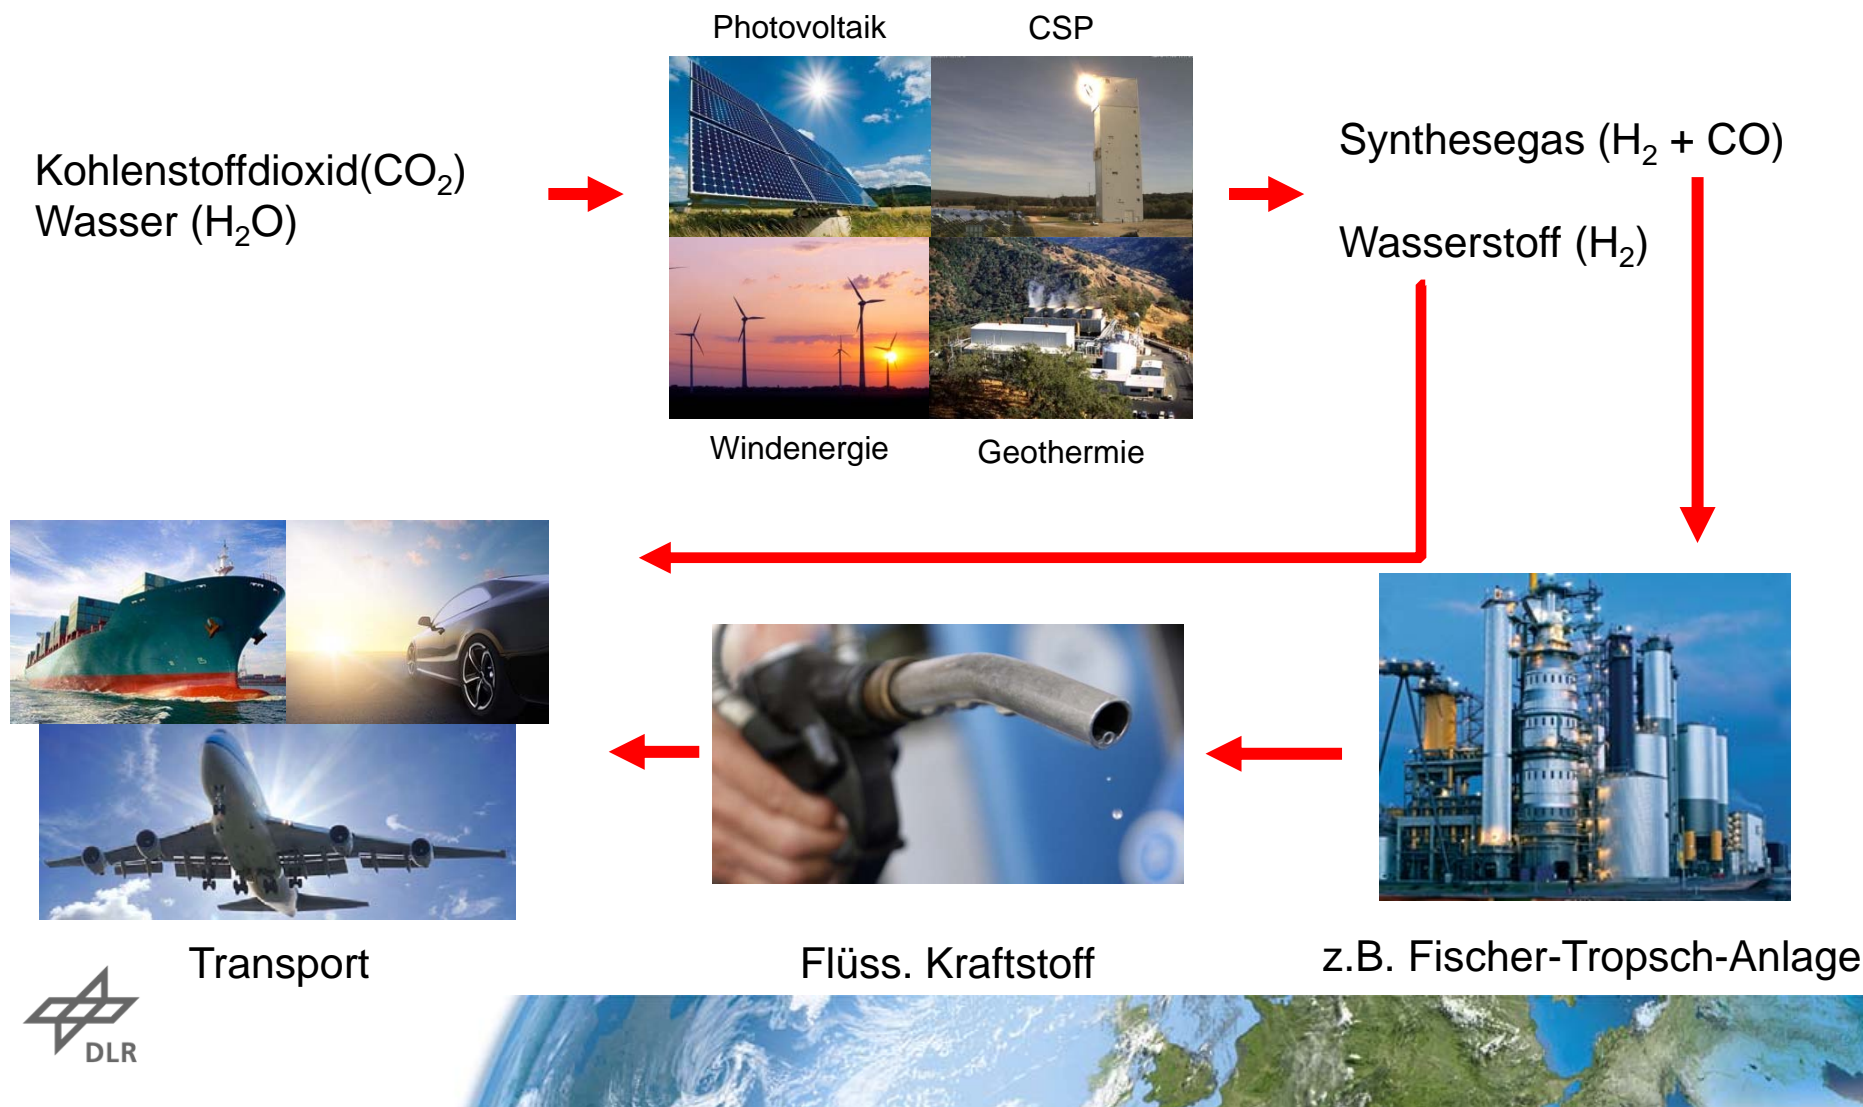 Photovoltaik
CSP
Kohlenstoffdioxid(CO₂)
Wasser (H₂O)
Synthesegas (H₂ + CO)
Wasserstoff (H₂)
Windenergie
Geothermie
Transport
Flüss. Kraftstoff
z.B. Fischer-Tropsch-Anlage
DLR